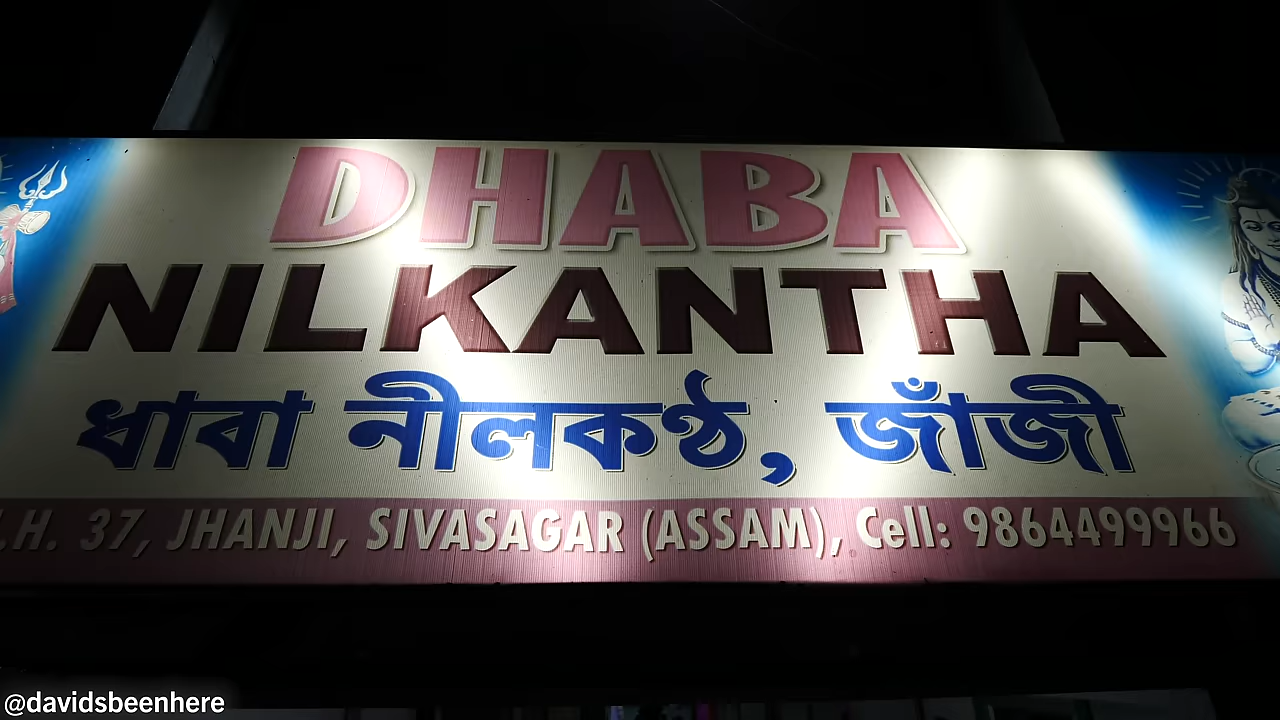 DHABA
NILKANTHA
ধাবা নীলকণ্ঠ, জাঁজী
.H. 37, JHANJI, SIVASAGAR (ASSAM), Cell: 9864499966
@davidsbeenhere